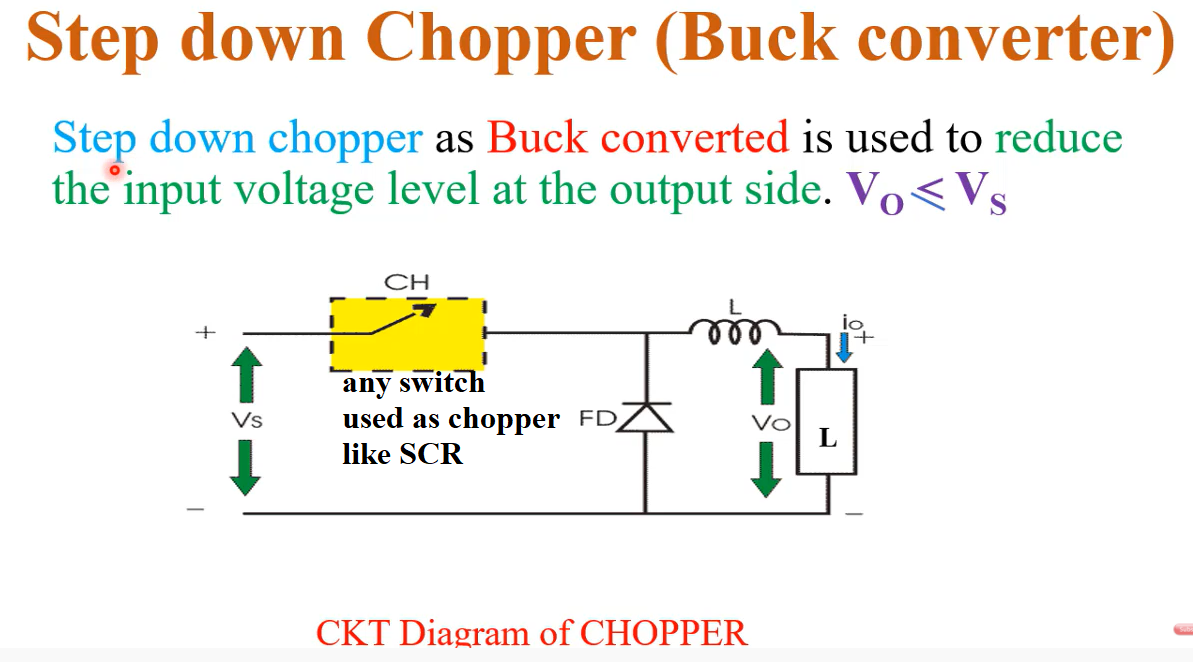 Step down Chopper (Buck converter)
Step down chopper as Buck converted is used to reduce
the input voltage level at the output side. VO⩽VS
CH
L
io
+
+
any switch
used as chopper
like SCR
FD
Vs
Vo
L
−
−
CKT Diagram of CHOPPER